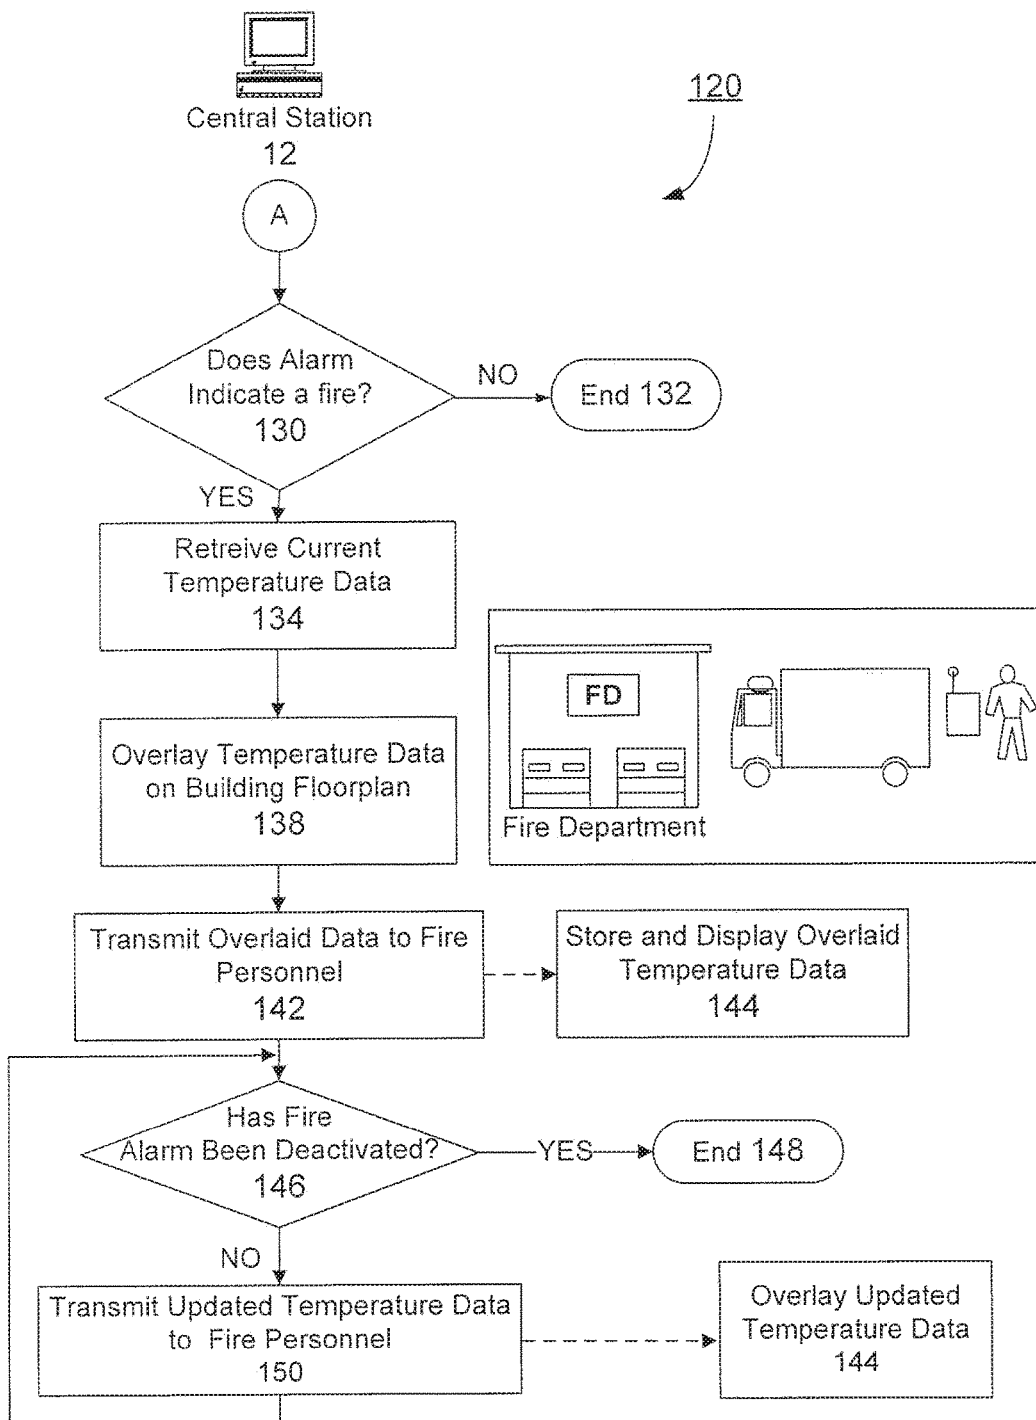 Central Station
12
120
A
Does Alarm
Indicate a fire?
130
NO
End 132
YES
Retreive Current
Temperature Data
134
FD
Fire Department
Overlay Temperature Data
on Building Floorplan
138
Transmit Overlaid Data to Fire
Personnel
142
Store and Display Overlaid
Temperature Data
144
Has Fire
Alarm Been Deactivated?
146
YES
End 148
NO
Transmit Updated Temperature Data
to Fire Personnel
150
Overlay Updated
Temperature Data
144